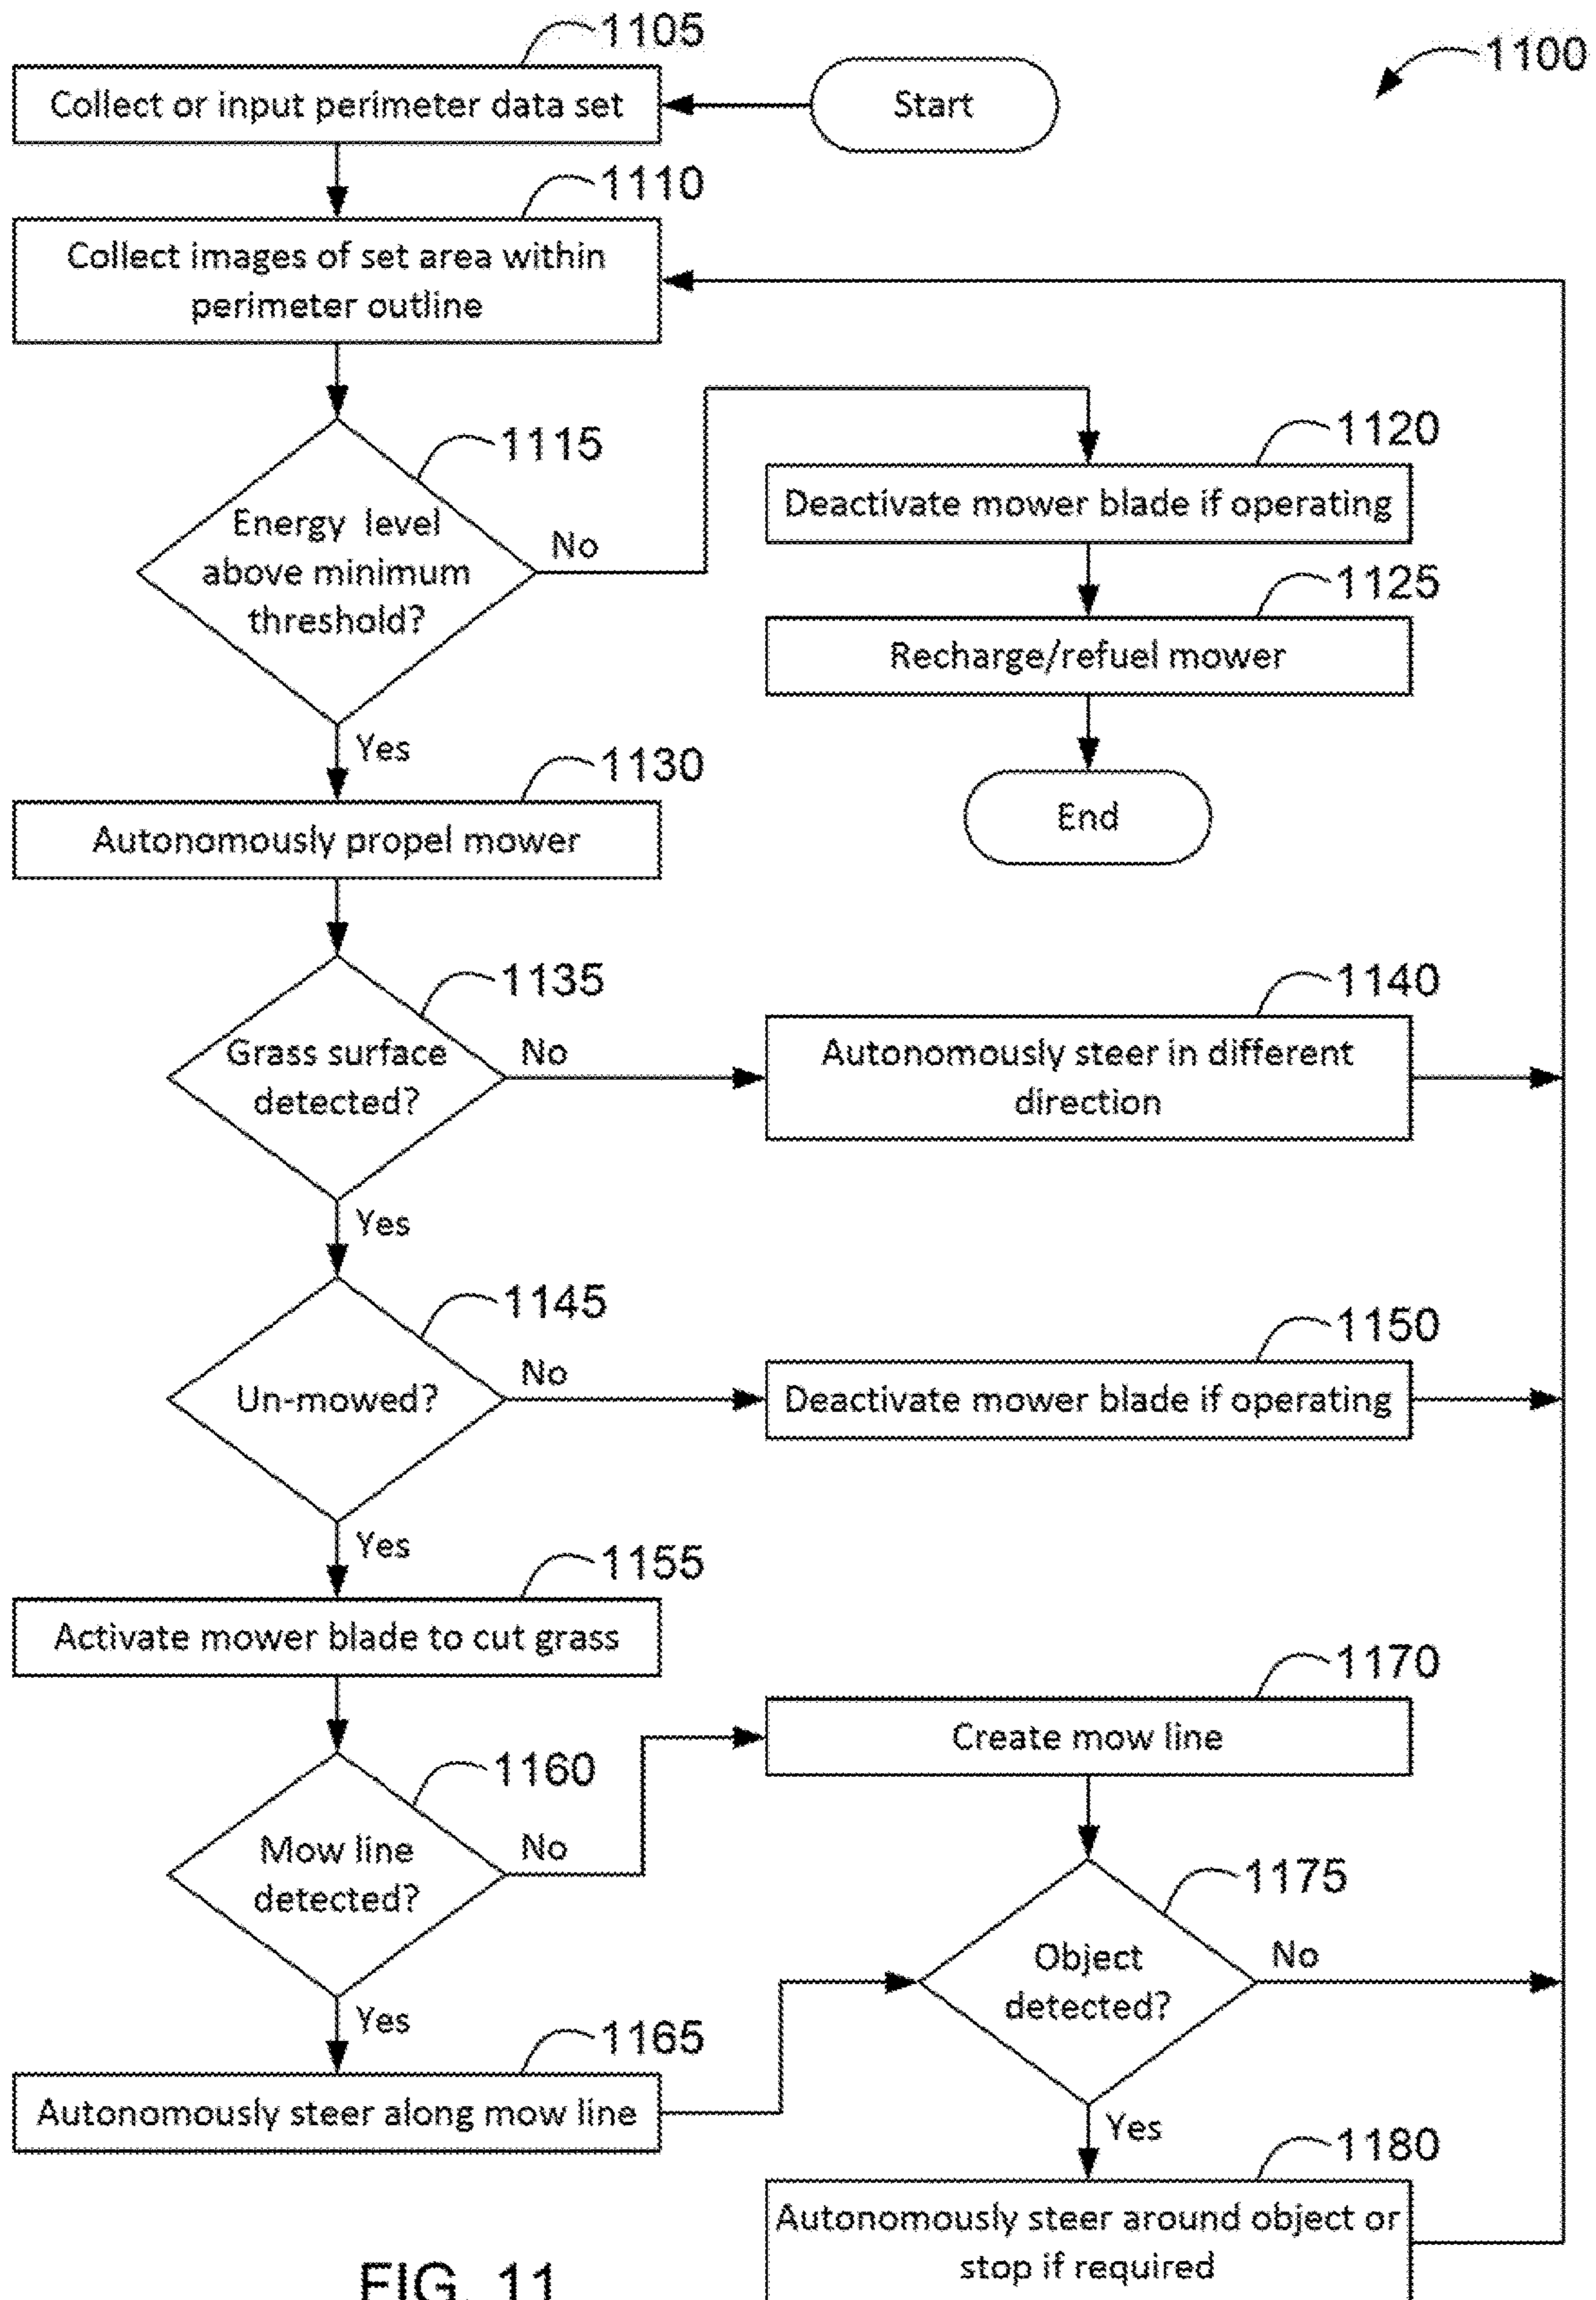 1105
1100
Collect or input perimeter data set
Start
1110
Collect images of set area within
perimeter outline
1115
Energy level
above minimum
threshold?
No
1120
Deactivate mower blade if operating
1125
Recharge/refuel mower
End
Yes
1130
Autonomously propel mower
1135
Grass surface
detected?
No
1140
Autonomously steer in different
direction
Yes
1145
Un-mowed?
No
1150
Deactivate mower blade if operating
Yes
1155
Activate mower blade to cut grass
1160
Mow line
detected?
No
1170
Create mow line
1175
Object
detected?
No
Yes
1165
Autonomously steer along mow line
Yes
1180
Autonomously steer around object or
stop if required
FIG. 11